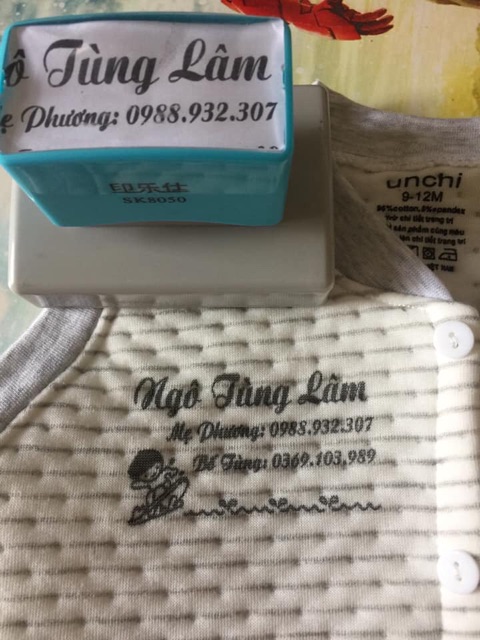 ô Tùng Lâm
ẹ Phương: 0988.932.307
印乐仕
SK8050
unchi
9-12M
Ngô Tùng Lâm
Mẹ Phương: 0988.932.307
Bố Tùng: 0369.103.989